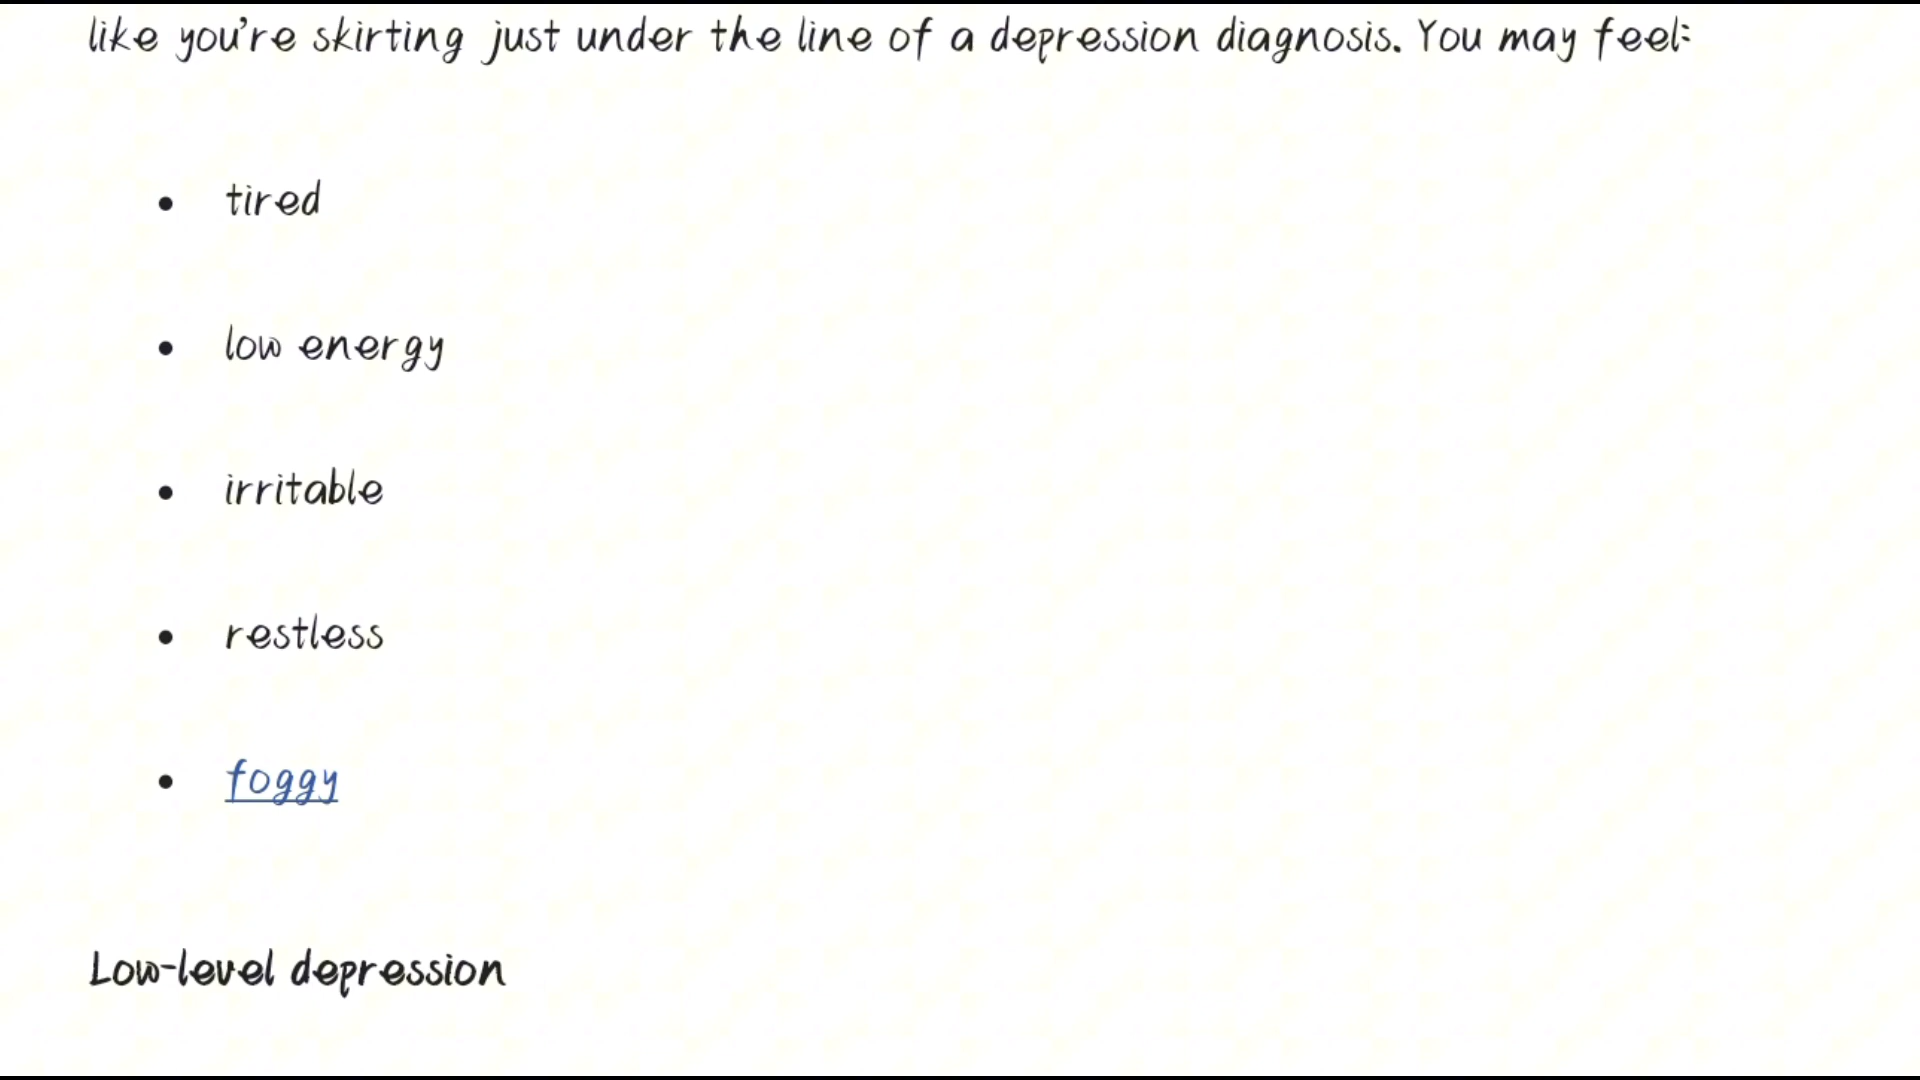 like you're skirting just under the line of a depression diagnosis. You may feel:
• tired
• low energy
• irritable
• restless
• foggy
Low-level depression